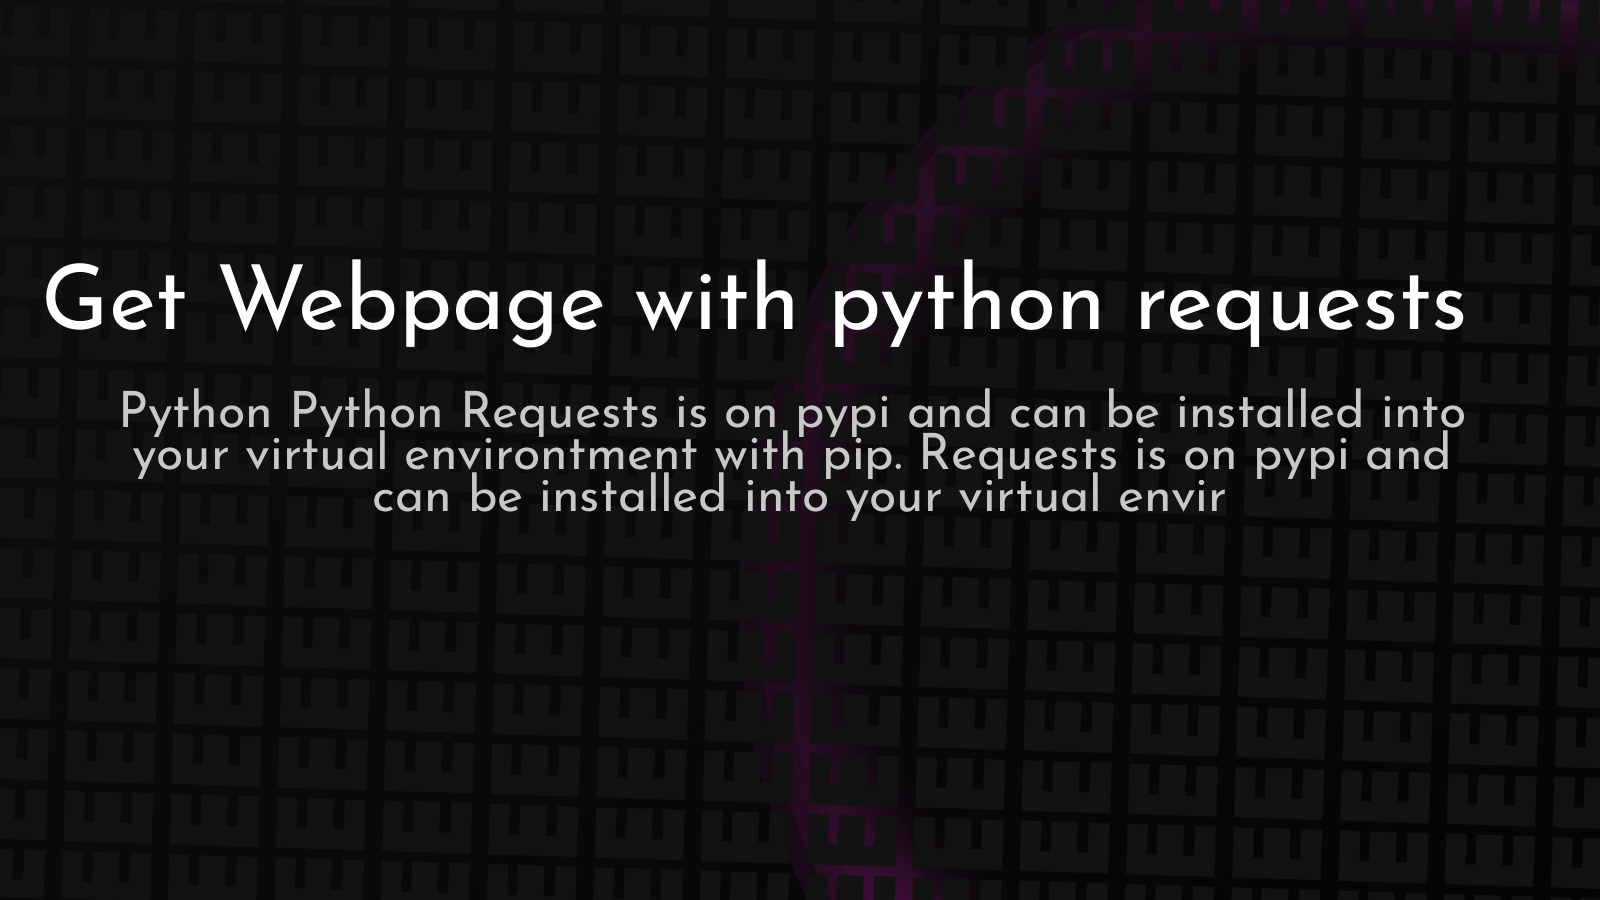 Get Webpage with python requests
Python Python Requests is on pypi and can be installed into
your virtual environtment with pip. Requests is on pypi and
can be installed into your virtual envir